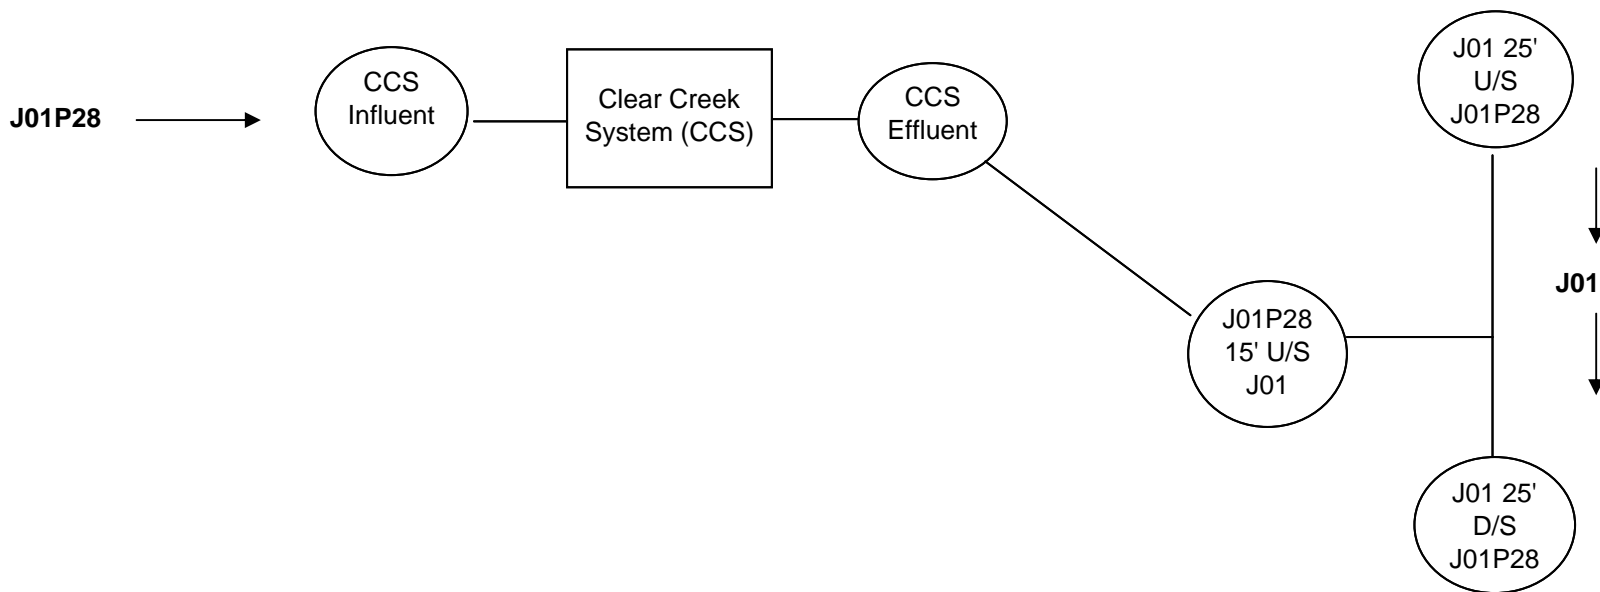 J01P28
CCS
Influent
Clear Creek
System (CCS)
CCS
Effluent
J01 25'
U/S
J01P28
J01
J01P28
15' U/S
J01
J01 25'
D/S
J01P28